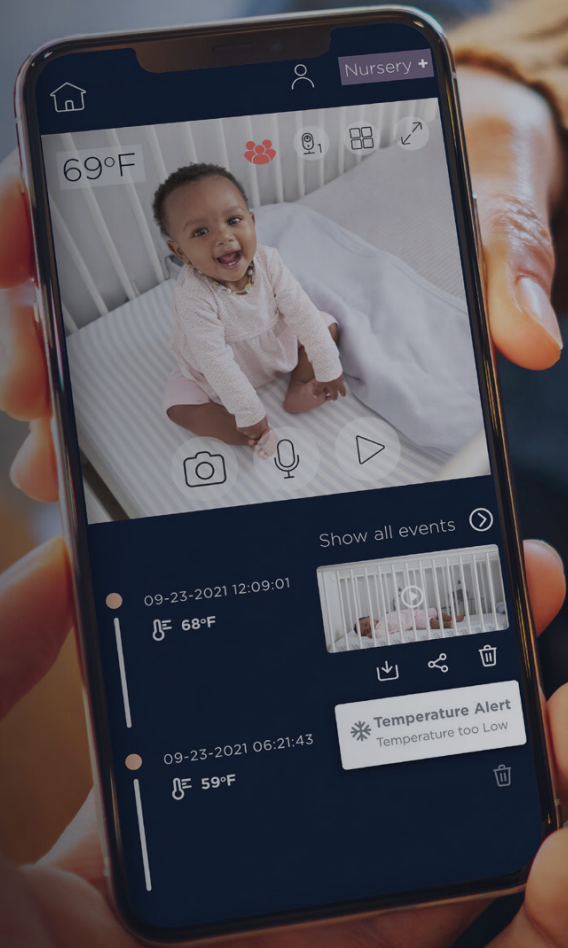 Nursery +
69°F
1
Show all events
09-23-2021 12:09:01
68°F
Temperature Alert
Temperature too Low
09-23-2021 06:21:43
59°F